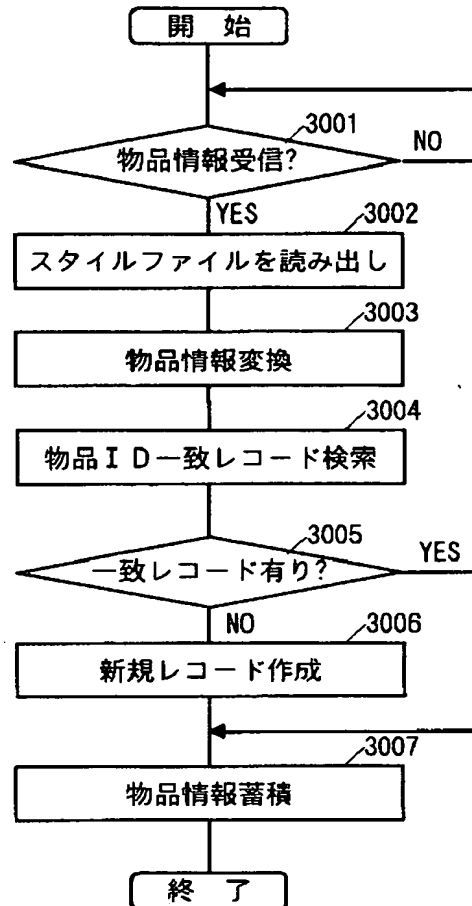 開 始
3001
物品情報受信?
NO
YES
3002
スタイルファイルを読み出し
3003
物品情報変換
3004
物品ID一致レコード検索
3005
一致レコード有り?
YES
NO
3006
新規レコード作成
3007
物品情報蓄積
終 了